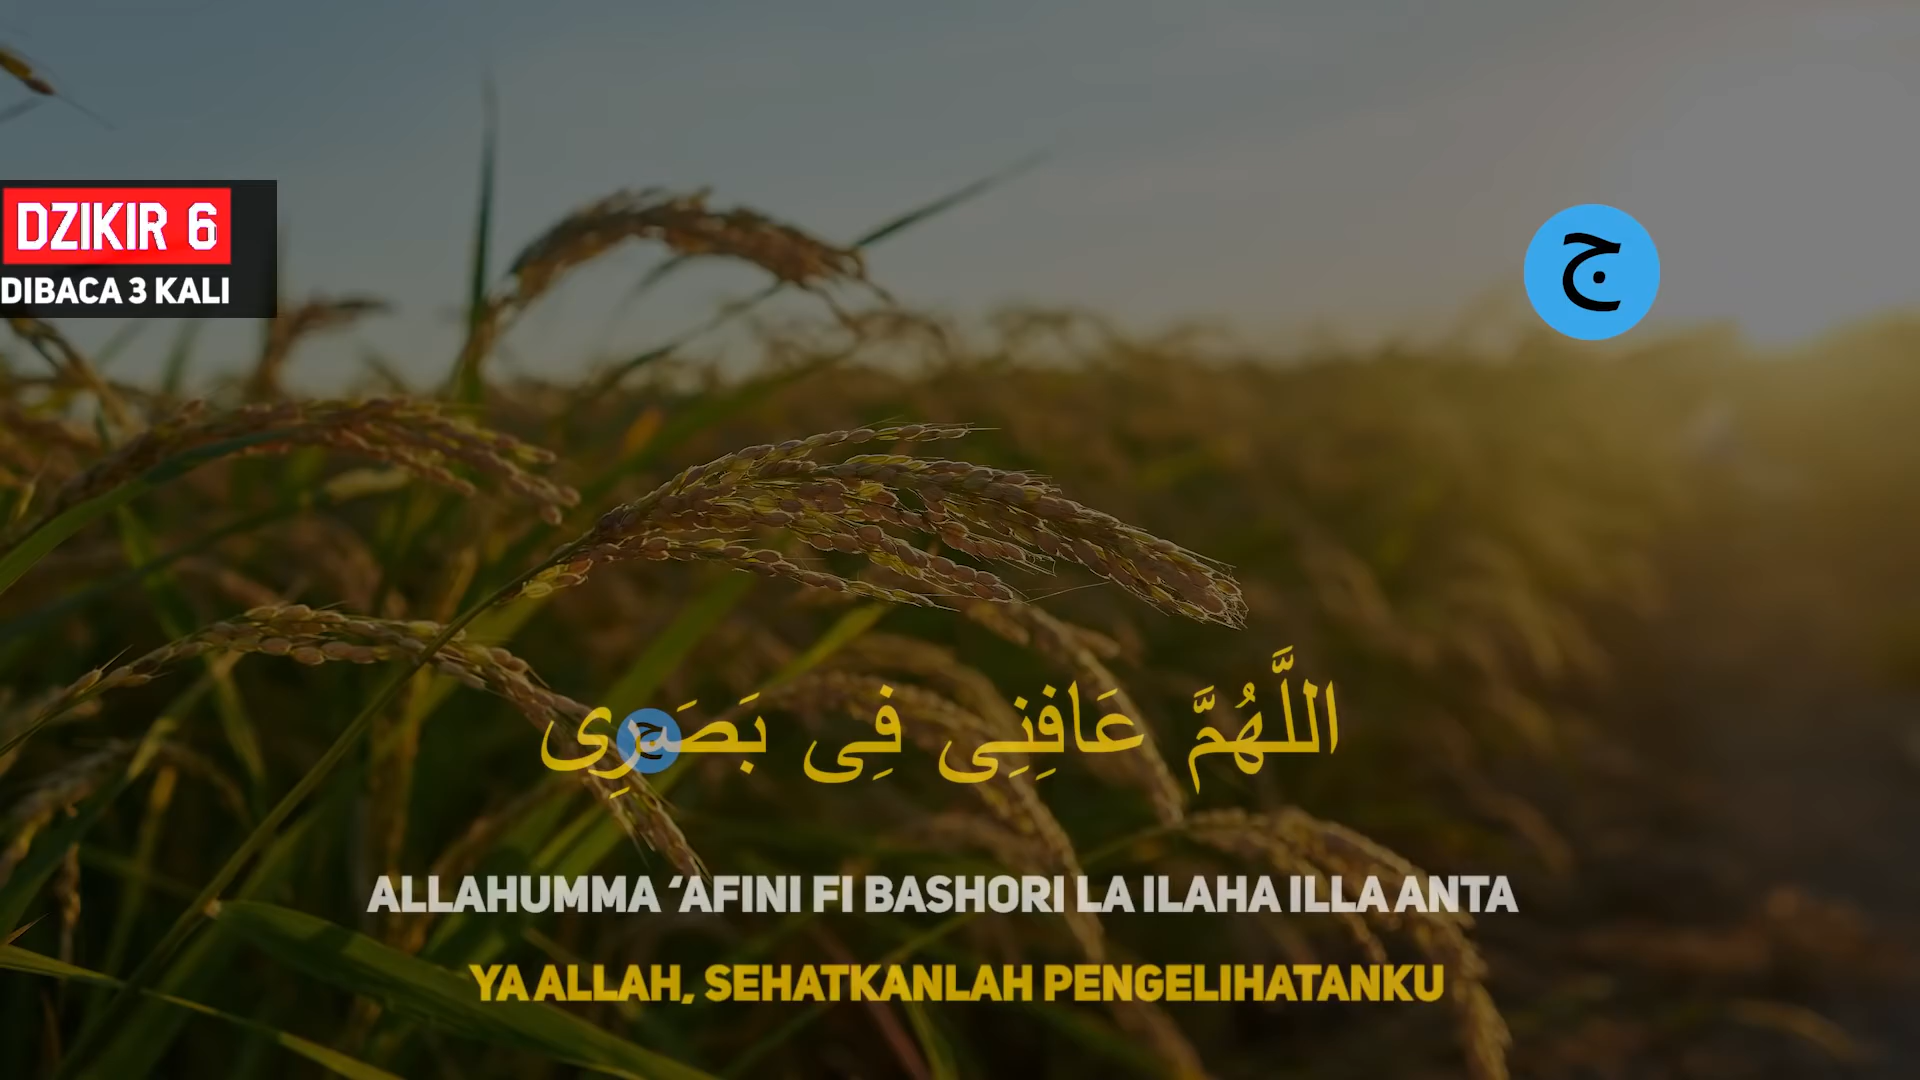 DZIKIR 6
DIBACA 3 KALI
ج
اللَّهُمَّ عَافِنِى فِى بَصَرِى
ج
ALLAHUMMA ‘AFINI FI BASHORI LA ILAHA ILLA ANTA
YA ALLAH, SEHATKANLAH PENGELIHATANKU